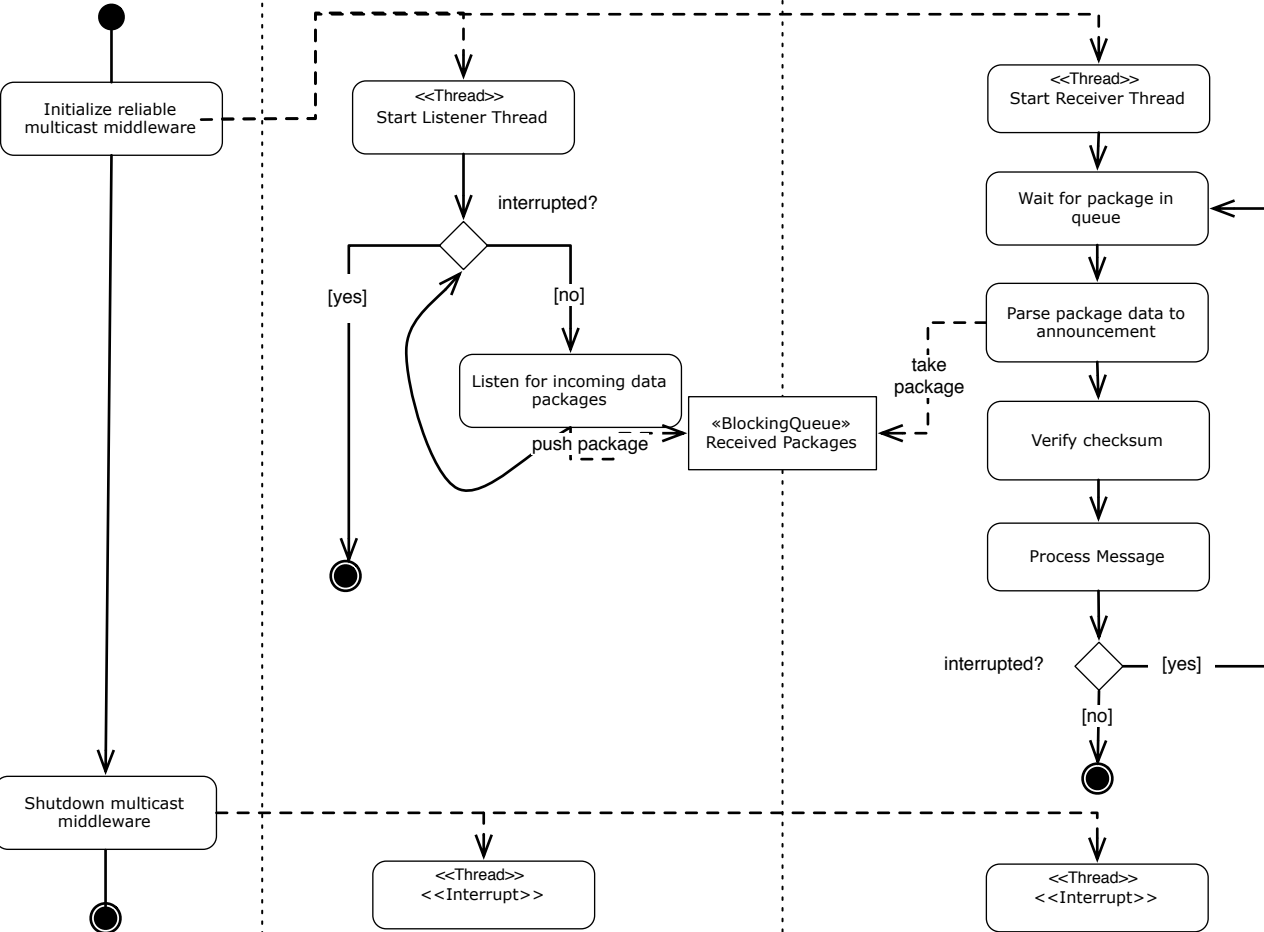 Initialize reliable
multicast middleware
<<Thread>>
Start Listener Thread
interrupted?
[yes]
[no]
Listen for incoming data
packages
push package
«BlockingQueue»
Received Packages
take
package
<<Thread>>
Start Receiver Thread
Wait for package in
queue
Parse package data to
announcement
Verify checksum
Process Message
interrupted?
[yes]
[no]
Shutdown multicast
middleware
<<Thread>>
<<Interrupt>>
<<Thread>>
<<Interrupt>>